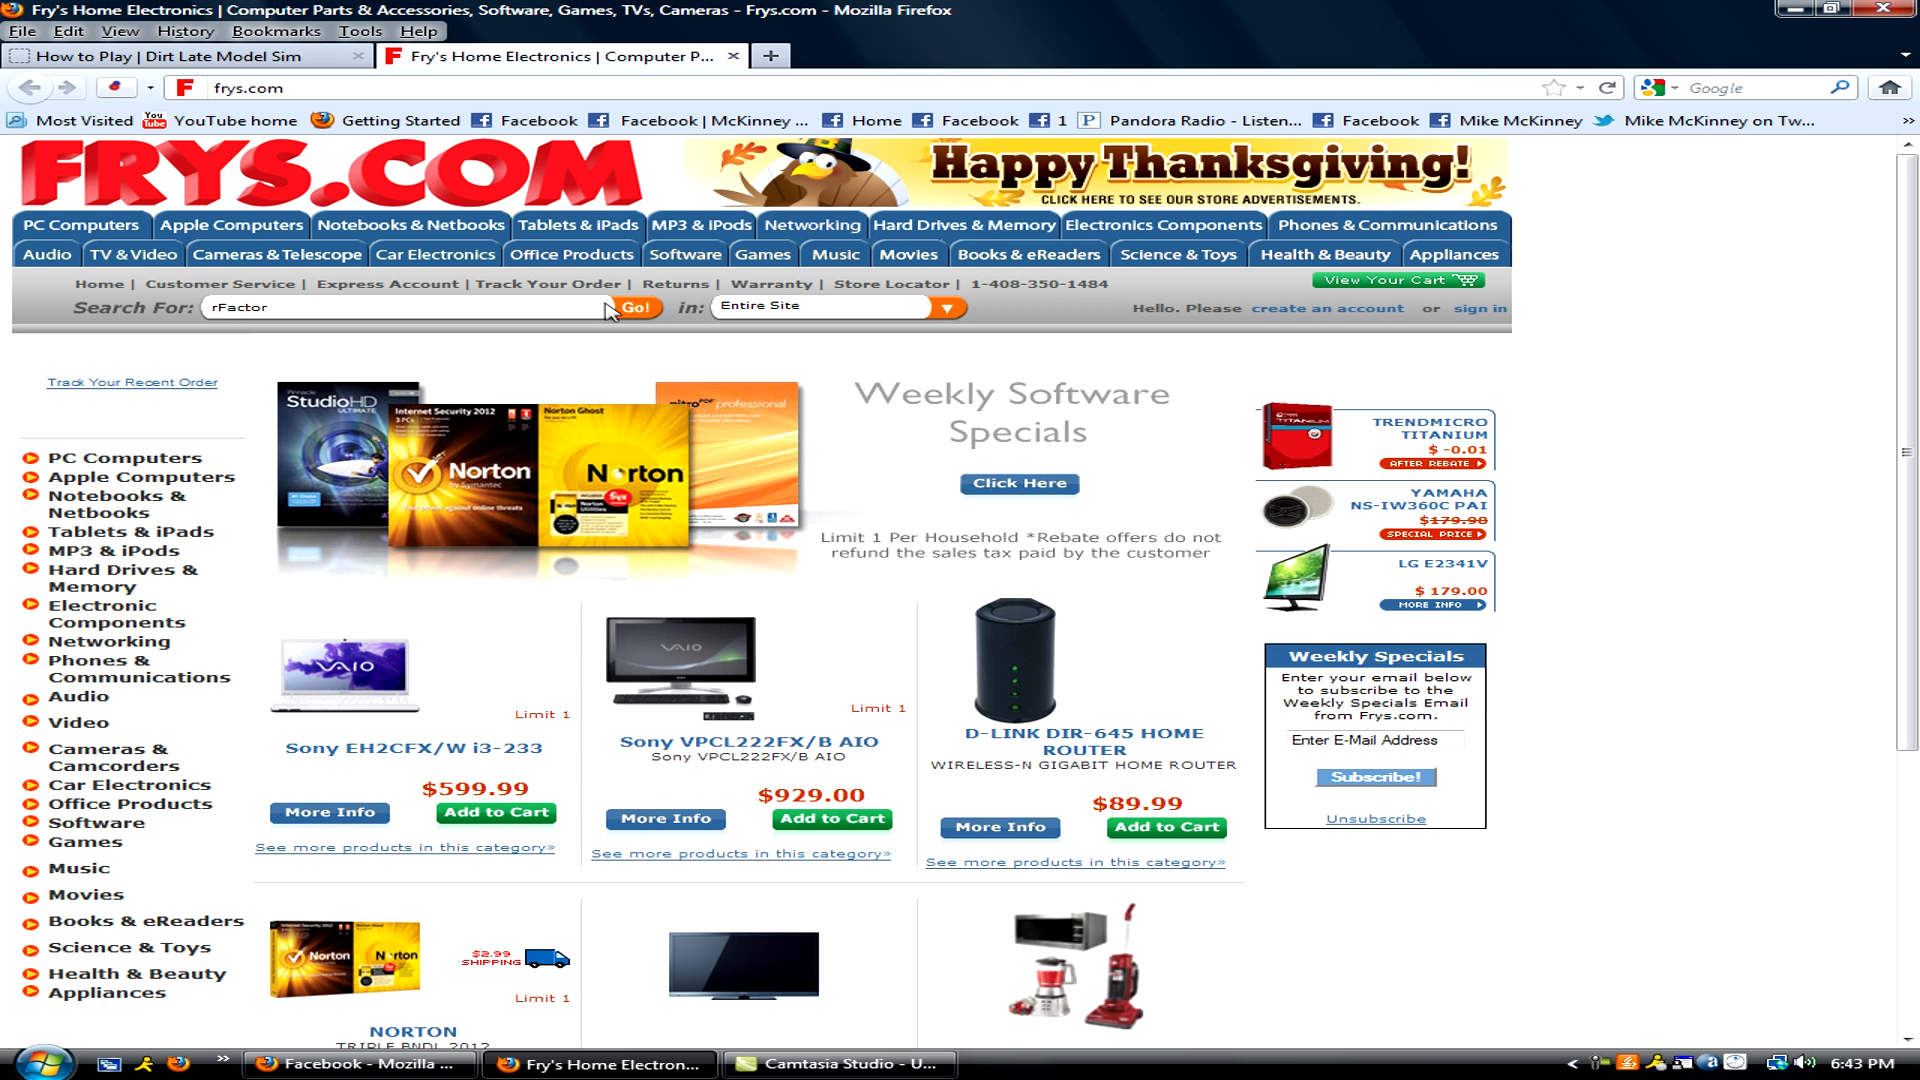 Fry's Home Electronics | Computer Parts & Accessories, Software, Games, TVs, Cameras - Frys.com - Mozilla Firefox
File Edit View History Bookmarks Tools Help
How to Play | Dirt Late Model Sim
Fry's Home Electronics | Computer P...
frys.com
Google
Most Visited YouTube home Getting Started Facebook Facebook | McKinney ... Home Facebook 1 Pandora Radio - Listen... Facebook Mike McKinney Mike McKinney on Tw...
FRYS.COM
Happy Thanksgiving!
CLICK HERE TO SEE OUR STORE ADVERTISEMENTS.
PC Computers Apple Computers Notebooks & Netbooks Tablets & iPads MP3 & iPods Networking Hard Drives & Memory Electronics Components Phones & Communications
Audio TV & Video Cameras & Telescope Car Electronics Office Products Software Games Music Movies Books & eReaders Science & Toys Health & Beauty Appliances
Home | Customer Service | Express Account | Track Your Order | Returns | Warranty | Store Locator | 1-408-350-1484
View Your Cart
Search For: rFactor Go! in: Entire Site
Hello. Please create an account or sign in
Track Your Recent Order
PC Computers
Apple Computers
Notebooks &
Netbooks
Tablets & iPads
MP3 & iPods
Hard Drives &
Memory
Electronic
Components
Networking
Phones &
Communications
Audio
Video
Cameras &
Camcorders
Car Electronics
Office Products
Software
Games
Music
Movies
Books & eReaders
Science & Toys
Health & Beauty
Appliances
Pinnacle
StudioHD
ULTIMATE
Internet Security 2012
3 PCs
Norton
by Symantec
Norton Ghost
Norton
professional
Weekly Software
Specials
Click Here
Limit 1 Per Household *Rebate offers do not
refund the sales tax paid by the customer
TRENDMICRO
TITANIUM
$ -0.01
AFTER REBATE
YAMAHA
NS-IW360C PAI
$179.98
SPECIAL PRICE
LG E2341V
$ 179.00
MORE INFO
Weekly Specials
Enter your email below
to subscribe to the
Weekly Specials Email
from Frys.com.
Enter E-Mail Address
Subscribe!
Unsubscribe
VAIO
Limit 1
Sony EH2CFX/W i3-233
$599.99
More Info Add to Cart
See more products in this category»
VAIO
Limit 1
Sony VPCL222FX/B AIO
Sony VPCL222FX/B AIO
$929.00
More Info Add to Cart
See more products in this category»
D-LINK DIR-645 HOME
ROUTER
WIRELESS-N GIGABIT HOME ROUTER
$89.99
More Info Add to Cart
See more products in this category»
Internet Security 2012
Norton
Norton
$2.99
SHIPPING
Limit 1
NORTON
TRIPLE BNDL 2012
Facebook - Mozilla ...
Fry's Home Electron...
Camtasia Studio - U...
6:43 PM